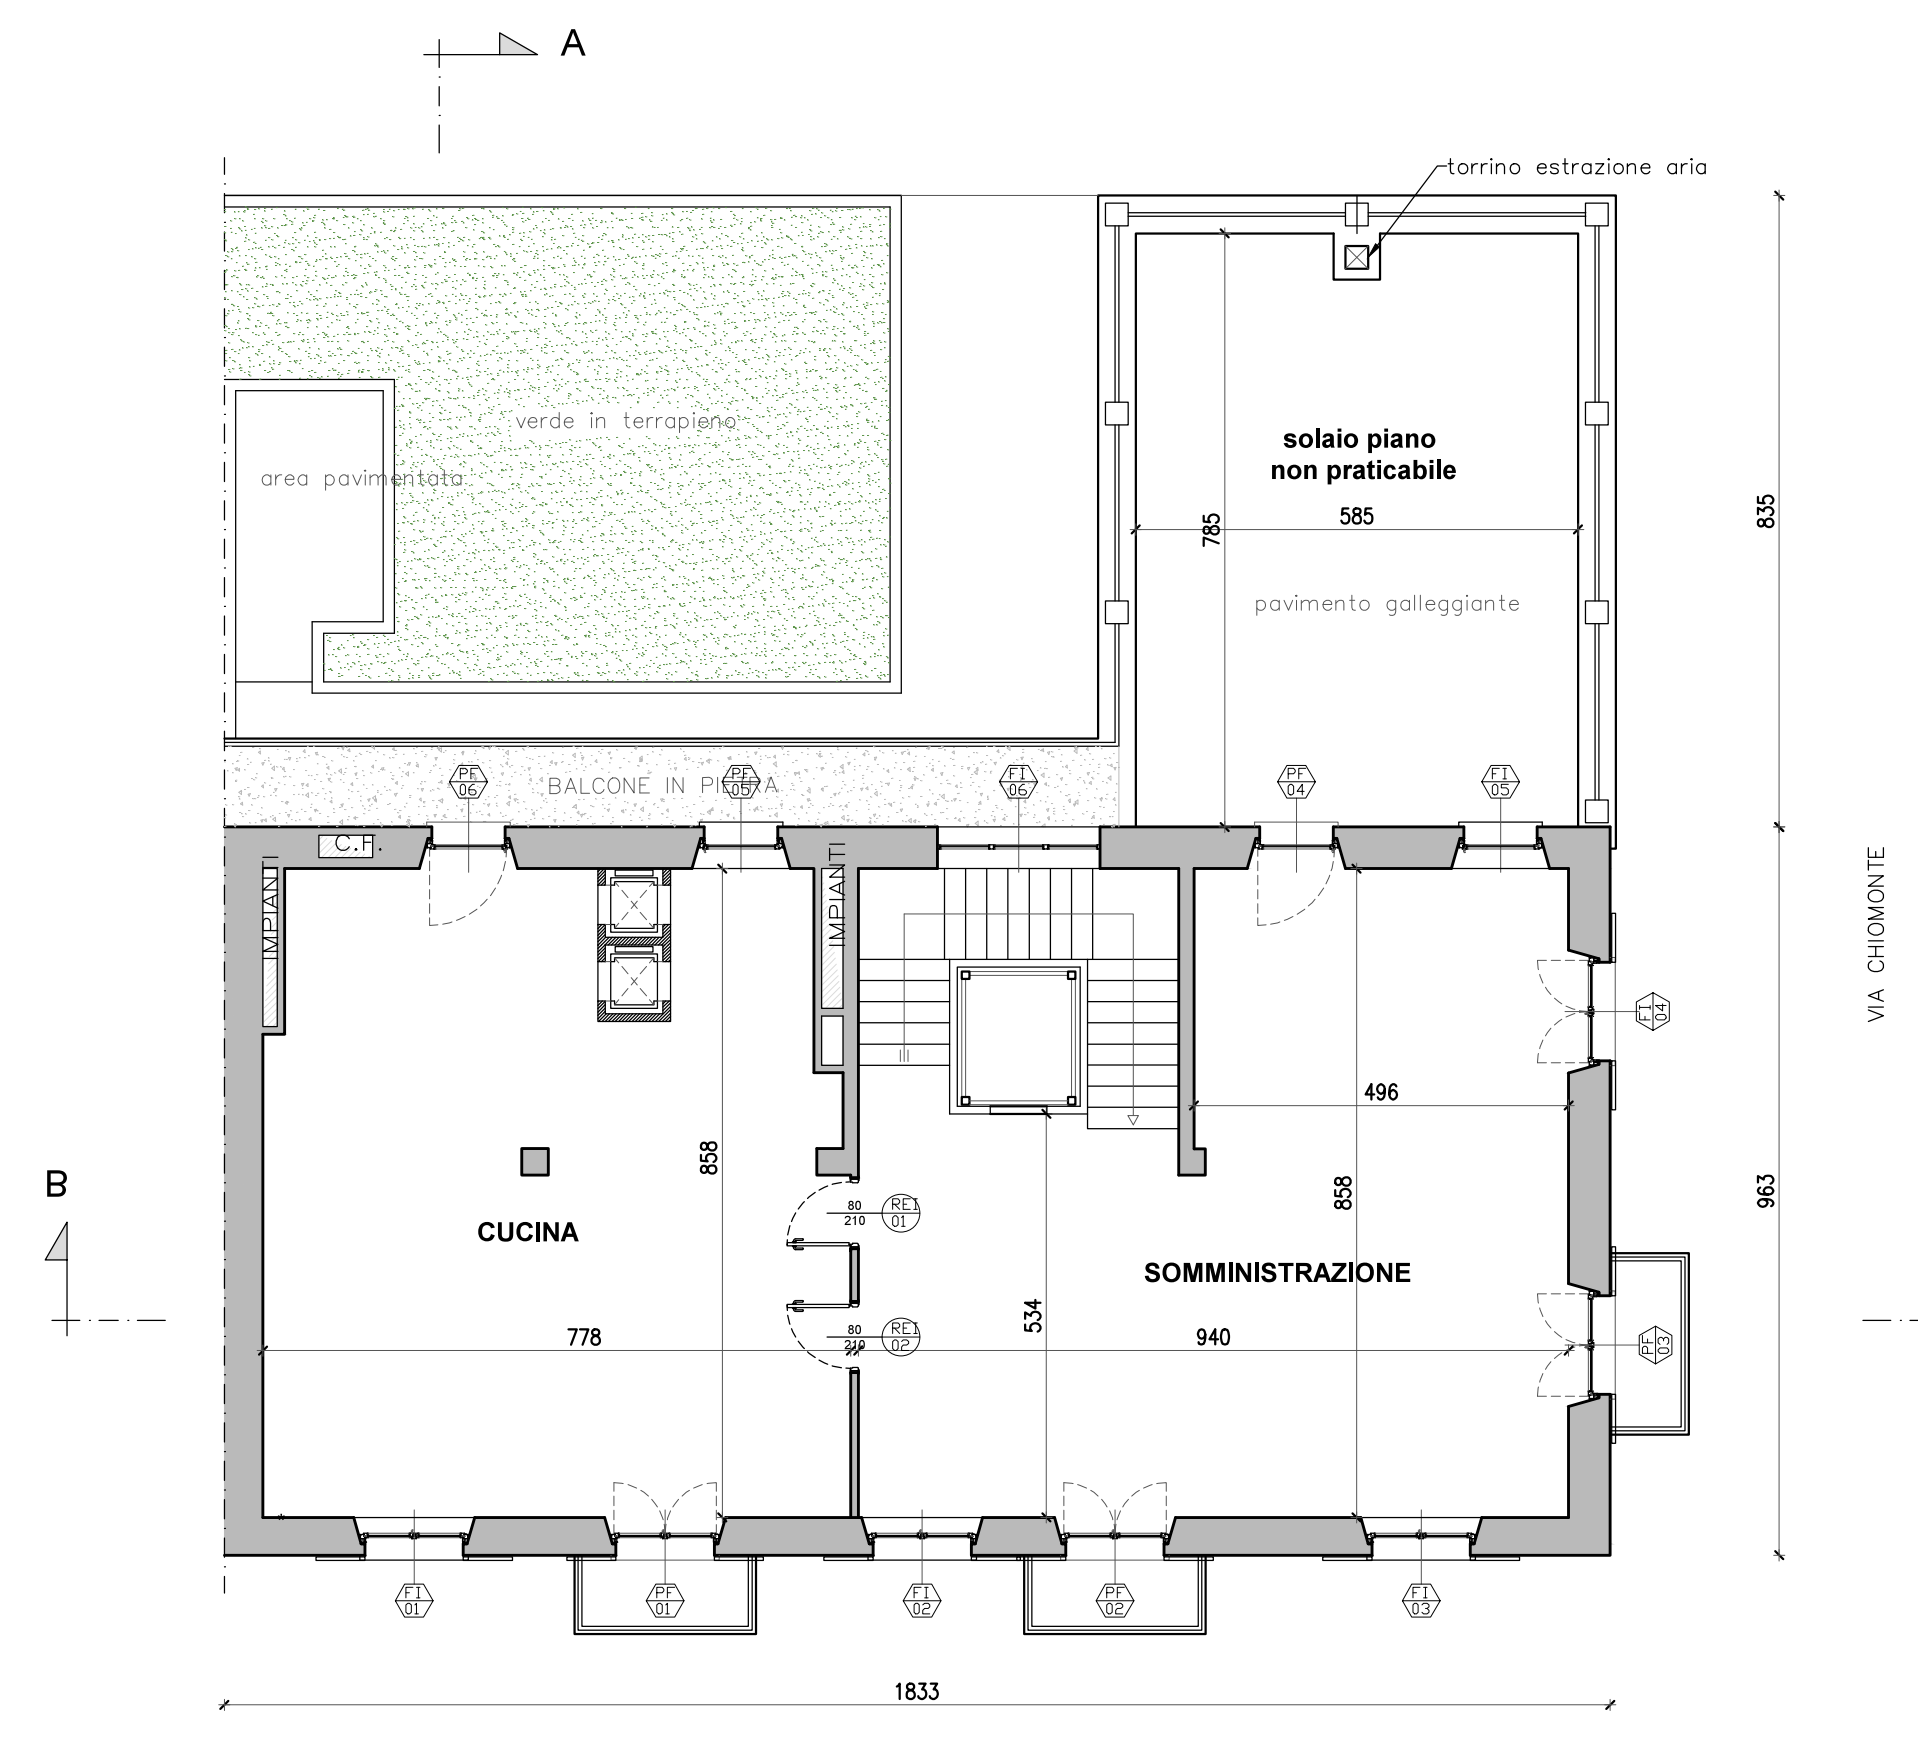 A
torrino estrazione aria
verde in terrapieno
area pavimentata
solaio piano
non praticabile
585
785
835
pavimento galleggiante
BALCONE IN PIETRA
PF
06
PF
05
FI
06
PF
04
FI
05
C.F.
IMPIANTI
IMPIANTI
VIA CHIOMONTE
FI
04
496
858
858
B
963
80
210
REI
01
CUCINA
SOMMINISTRAZIONE
534
778
80
210
REI
02
940
PF
03
FI
01
PF
01
FI
02
PF
02
FI
03
1833